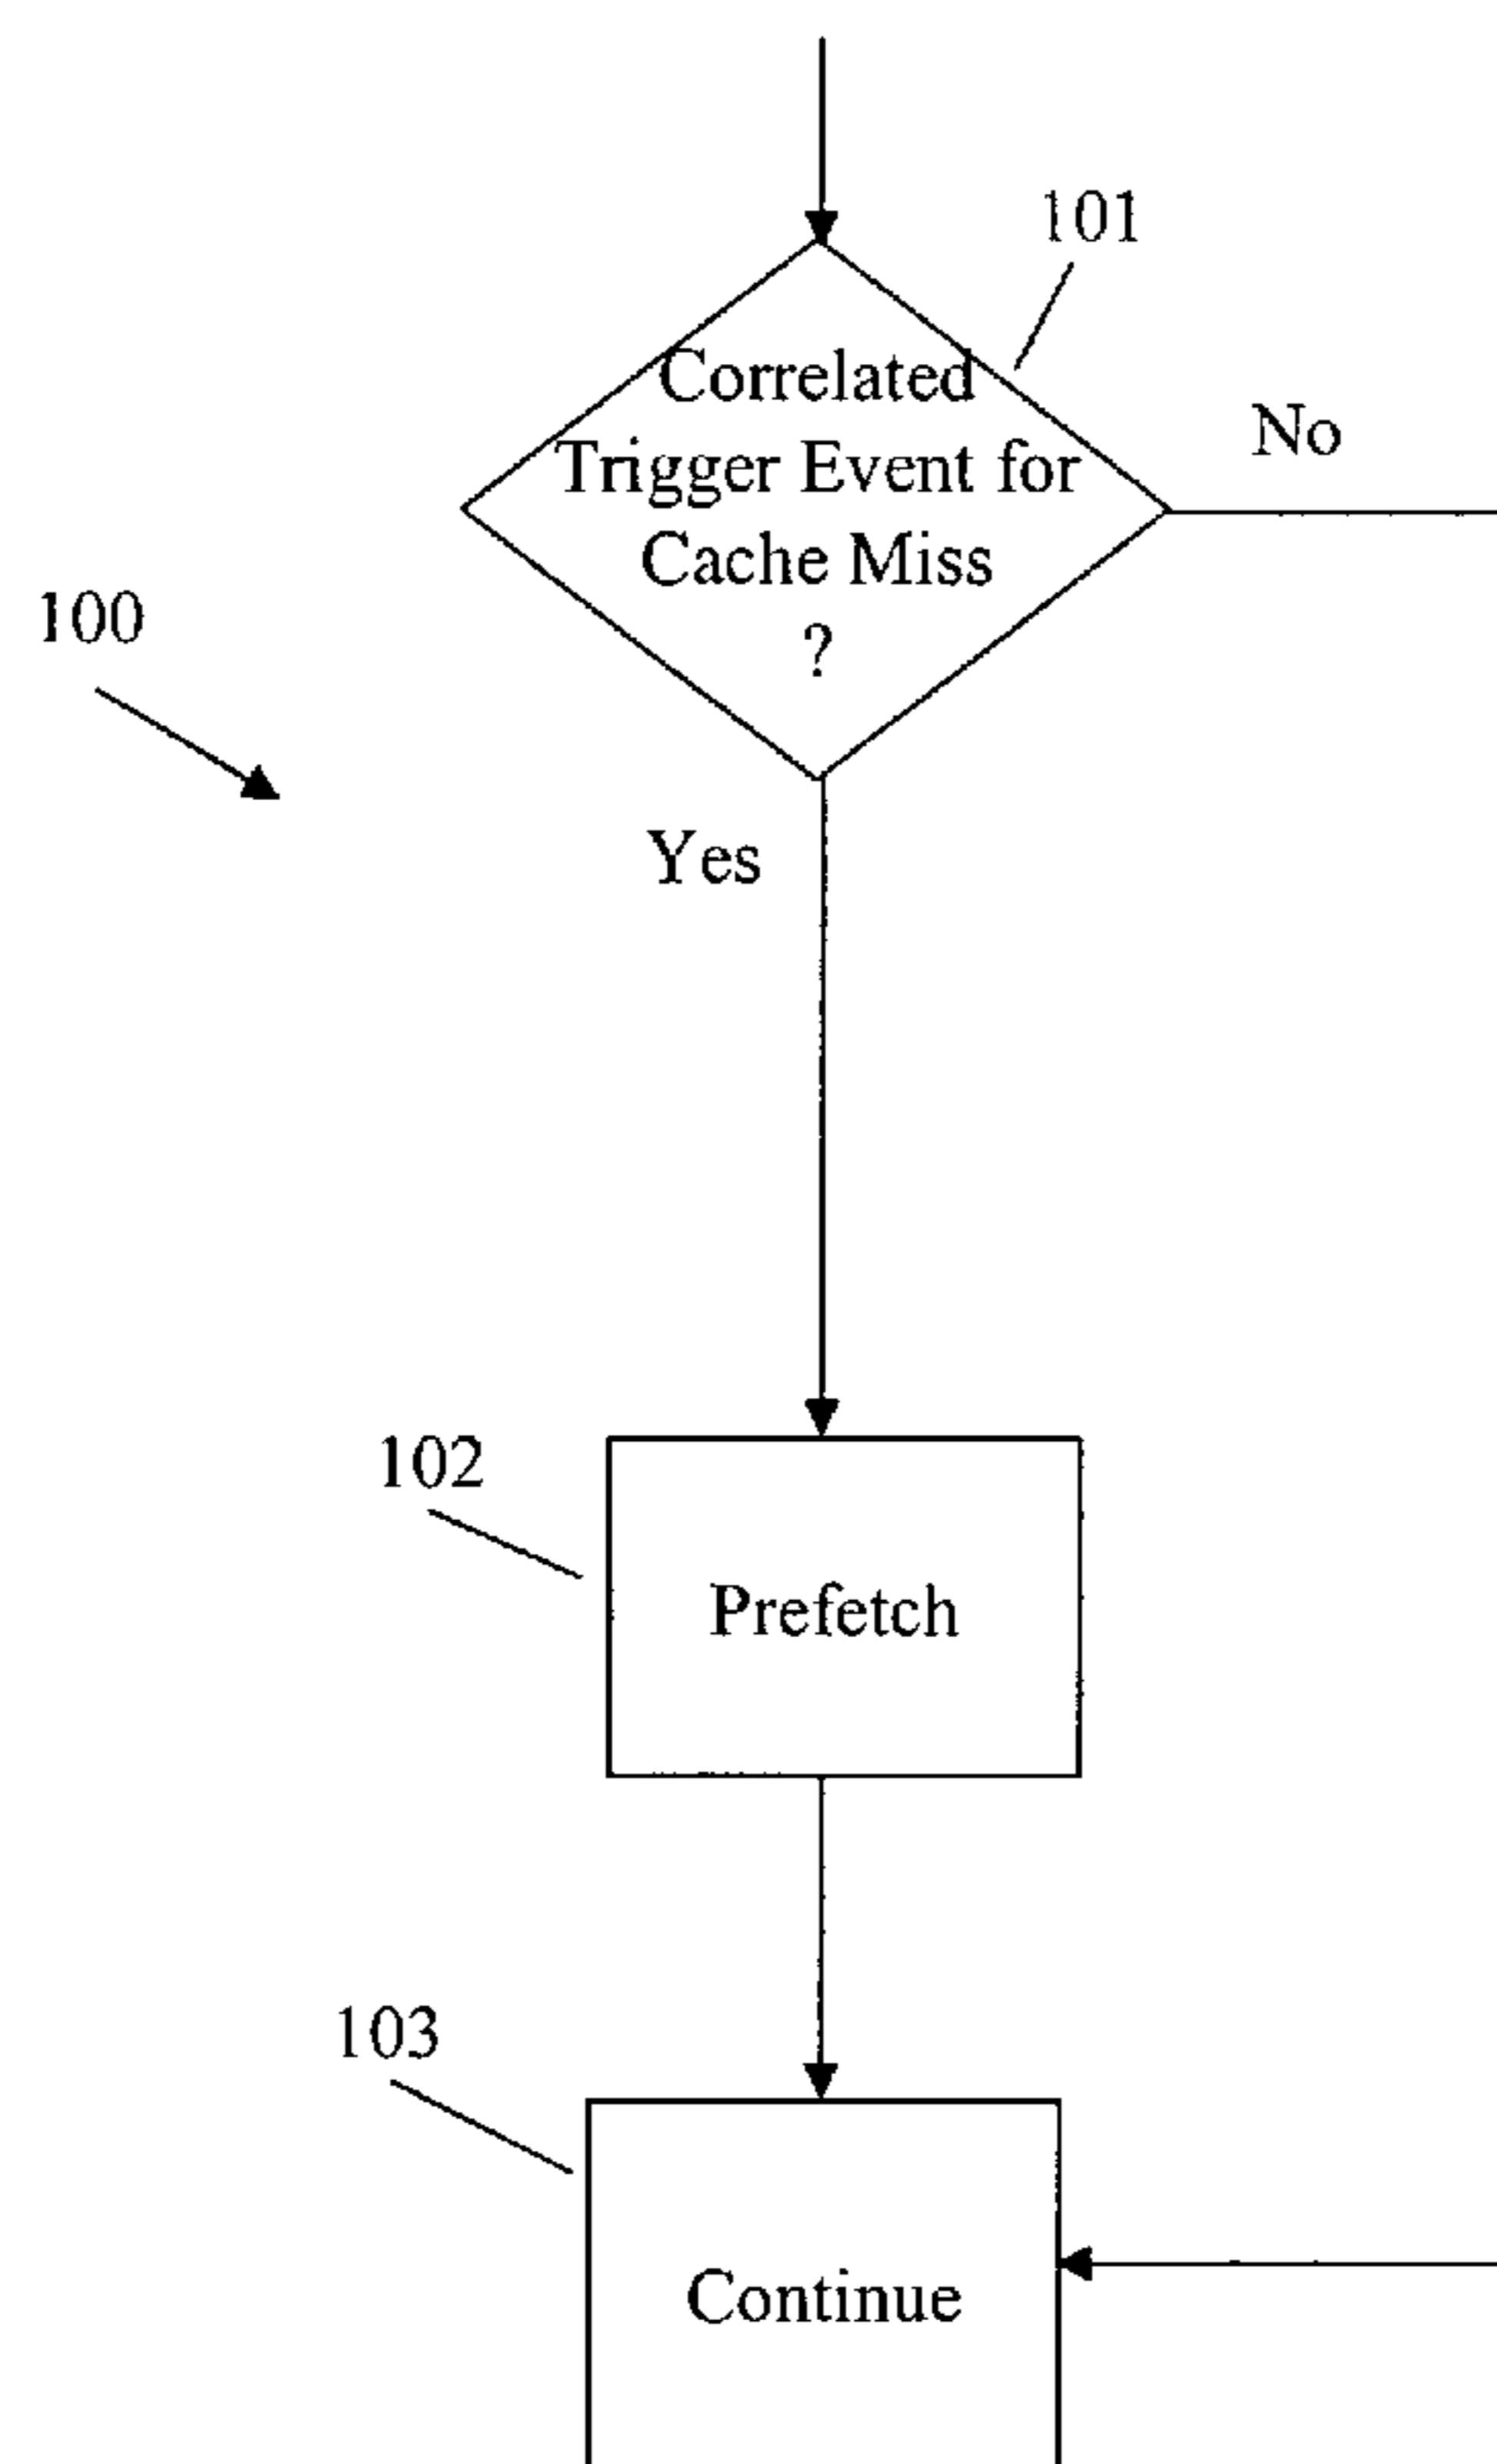 101
Correlated
Trigger Event for
Cache Miss
?
No
100
Yes
102
Prefetch
103
Continue